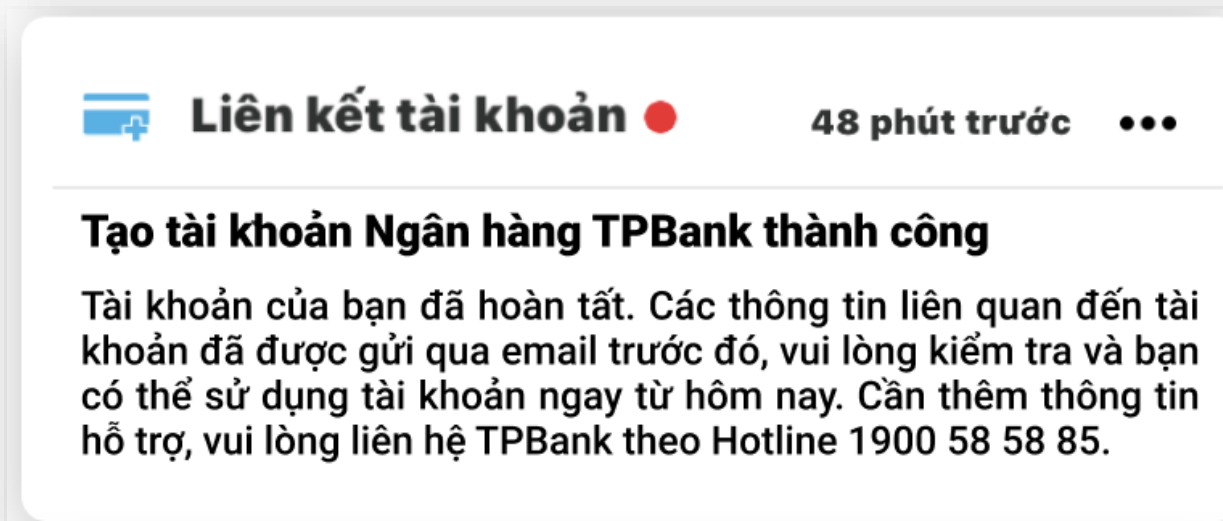 Liên kết tài khoản
48 phút trước
Tạo tài khoản Ngân hàng TPBank thành công
Tài khoản của bạn đã hoàn tất. Các thông tin liên quan đến tài
khoản đã được gửi qua email trước đó, vui lòng kiểm tra và bạn
có thể sử dụng tài khoản ngay từ hôm nay. Cần thêm thông tin
hỗ trợ, vui lòng liên hệ TPBank theo Hotline 1900 58 58 85.